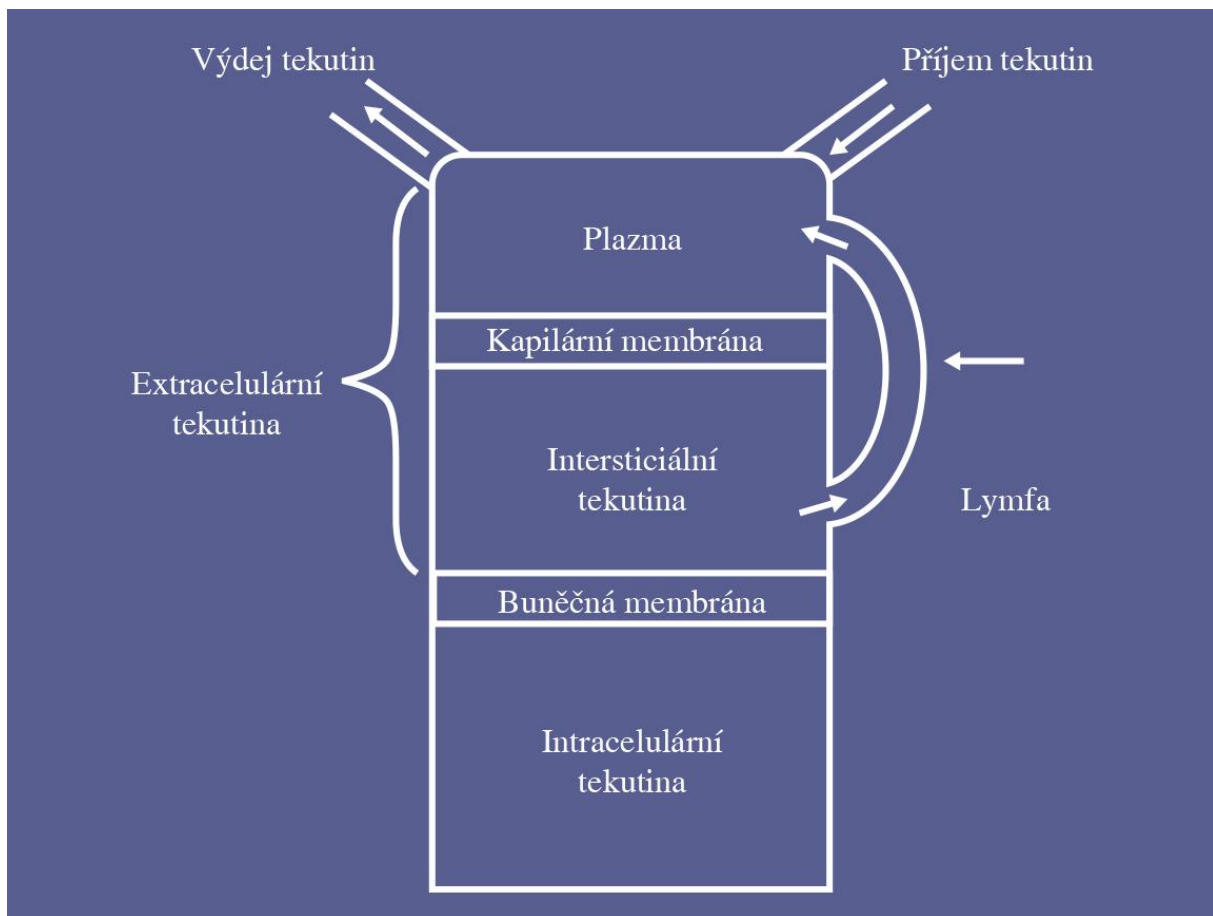 Výdej tekutin
Příjem tekutin
Plazma
Kapilární membrána
Extracelulární
tekutina
Intersticiální
tekutina
Lymfa
Buněčná membrána
Intracelulární
tekutina